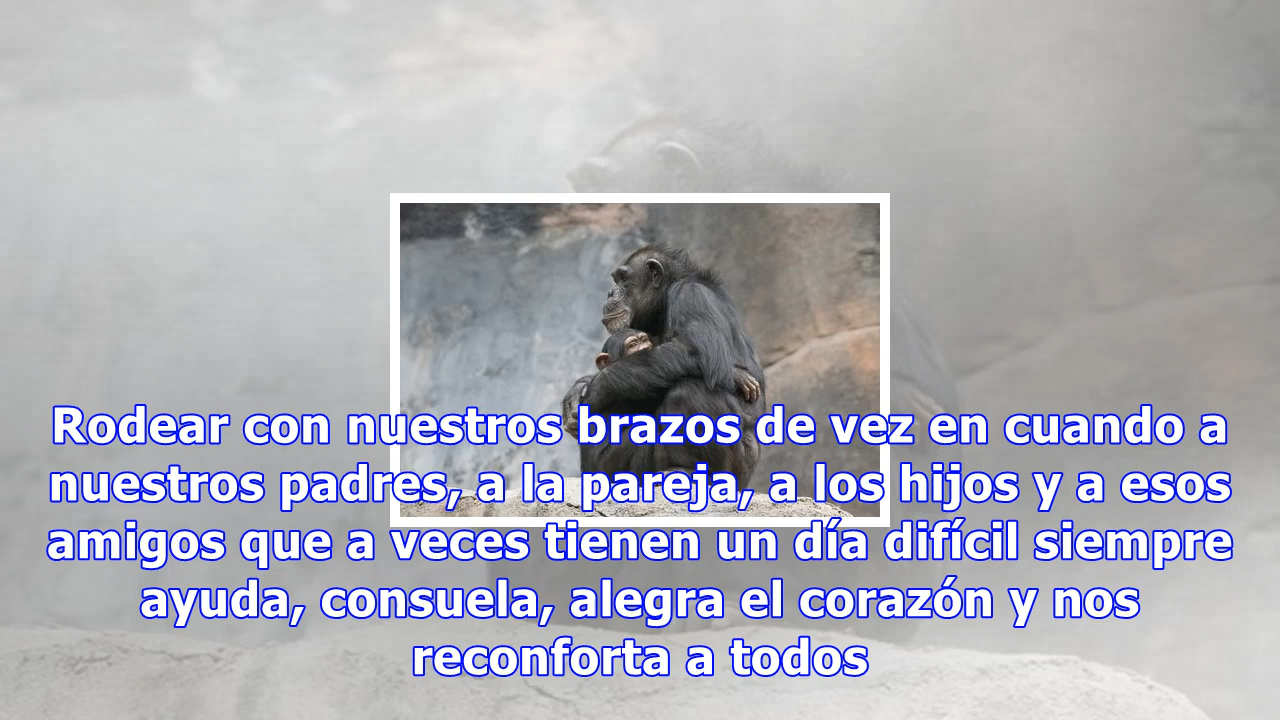 Rodear con nuestros brazos de vez en cuando a
nuestros padres, a la pareja, a los hijos y a esos
amigos que a veces tienen un día difícil siempre
ayuda, consuela, alegra el corazón y nos
reconforta a todos